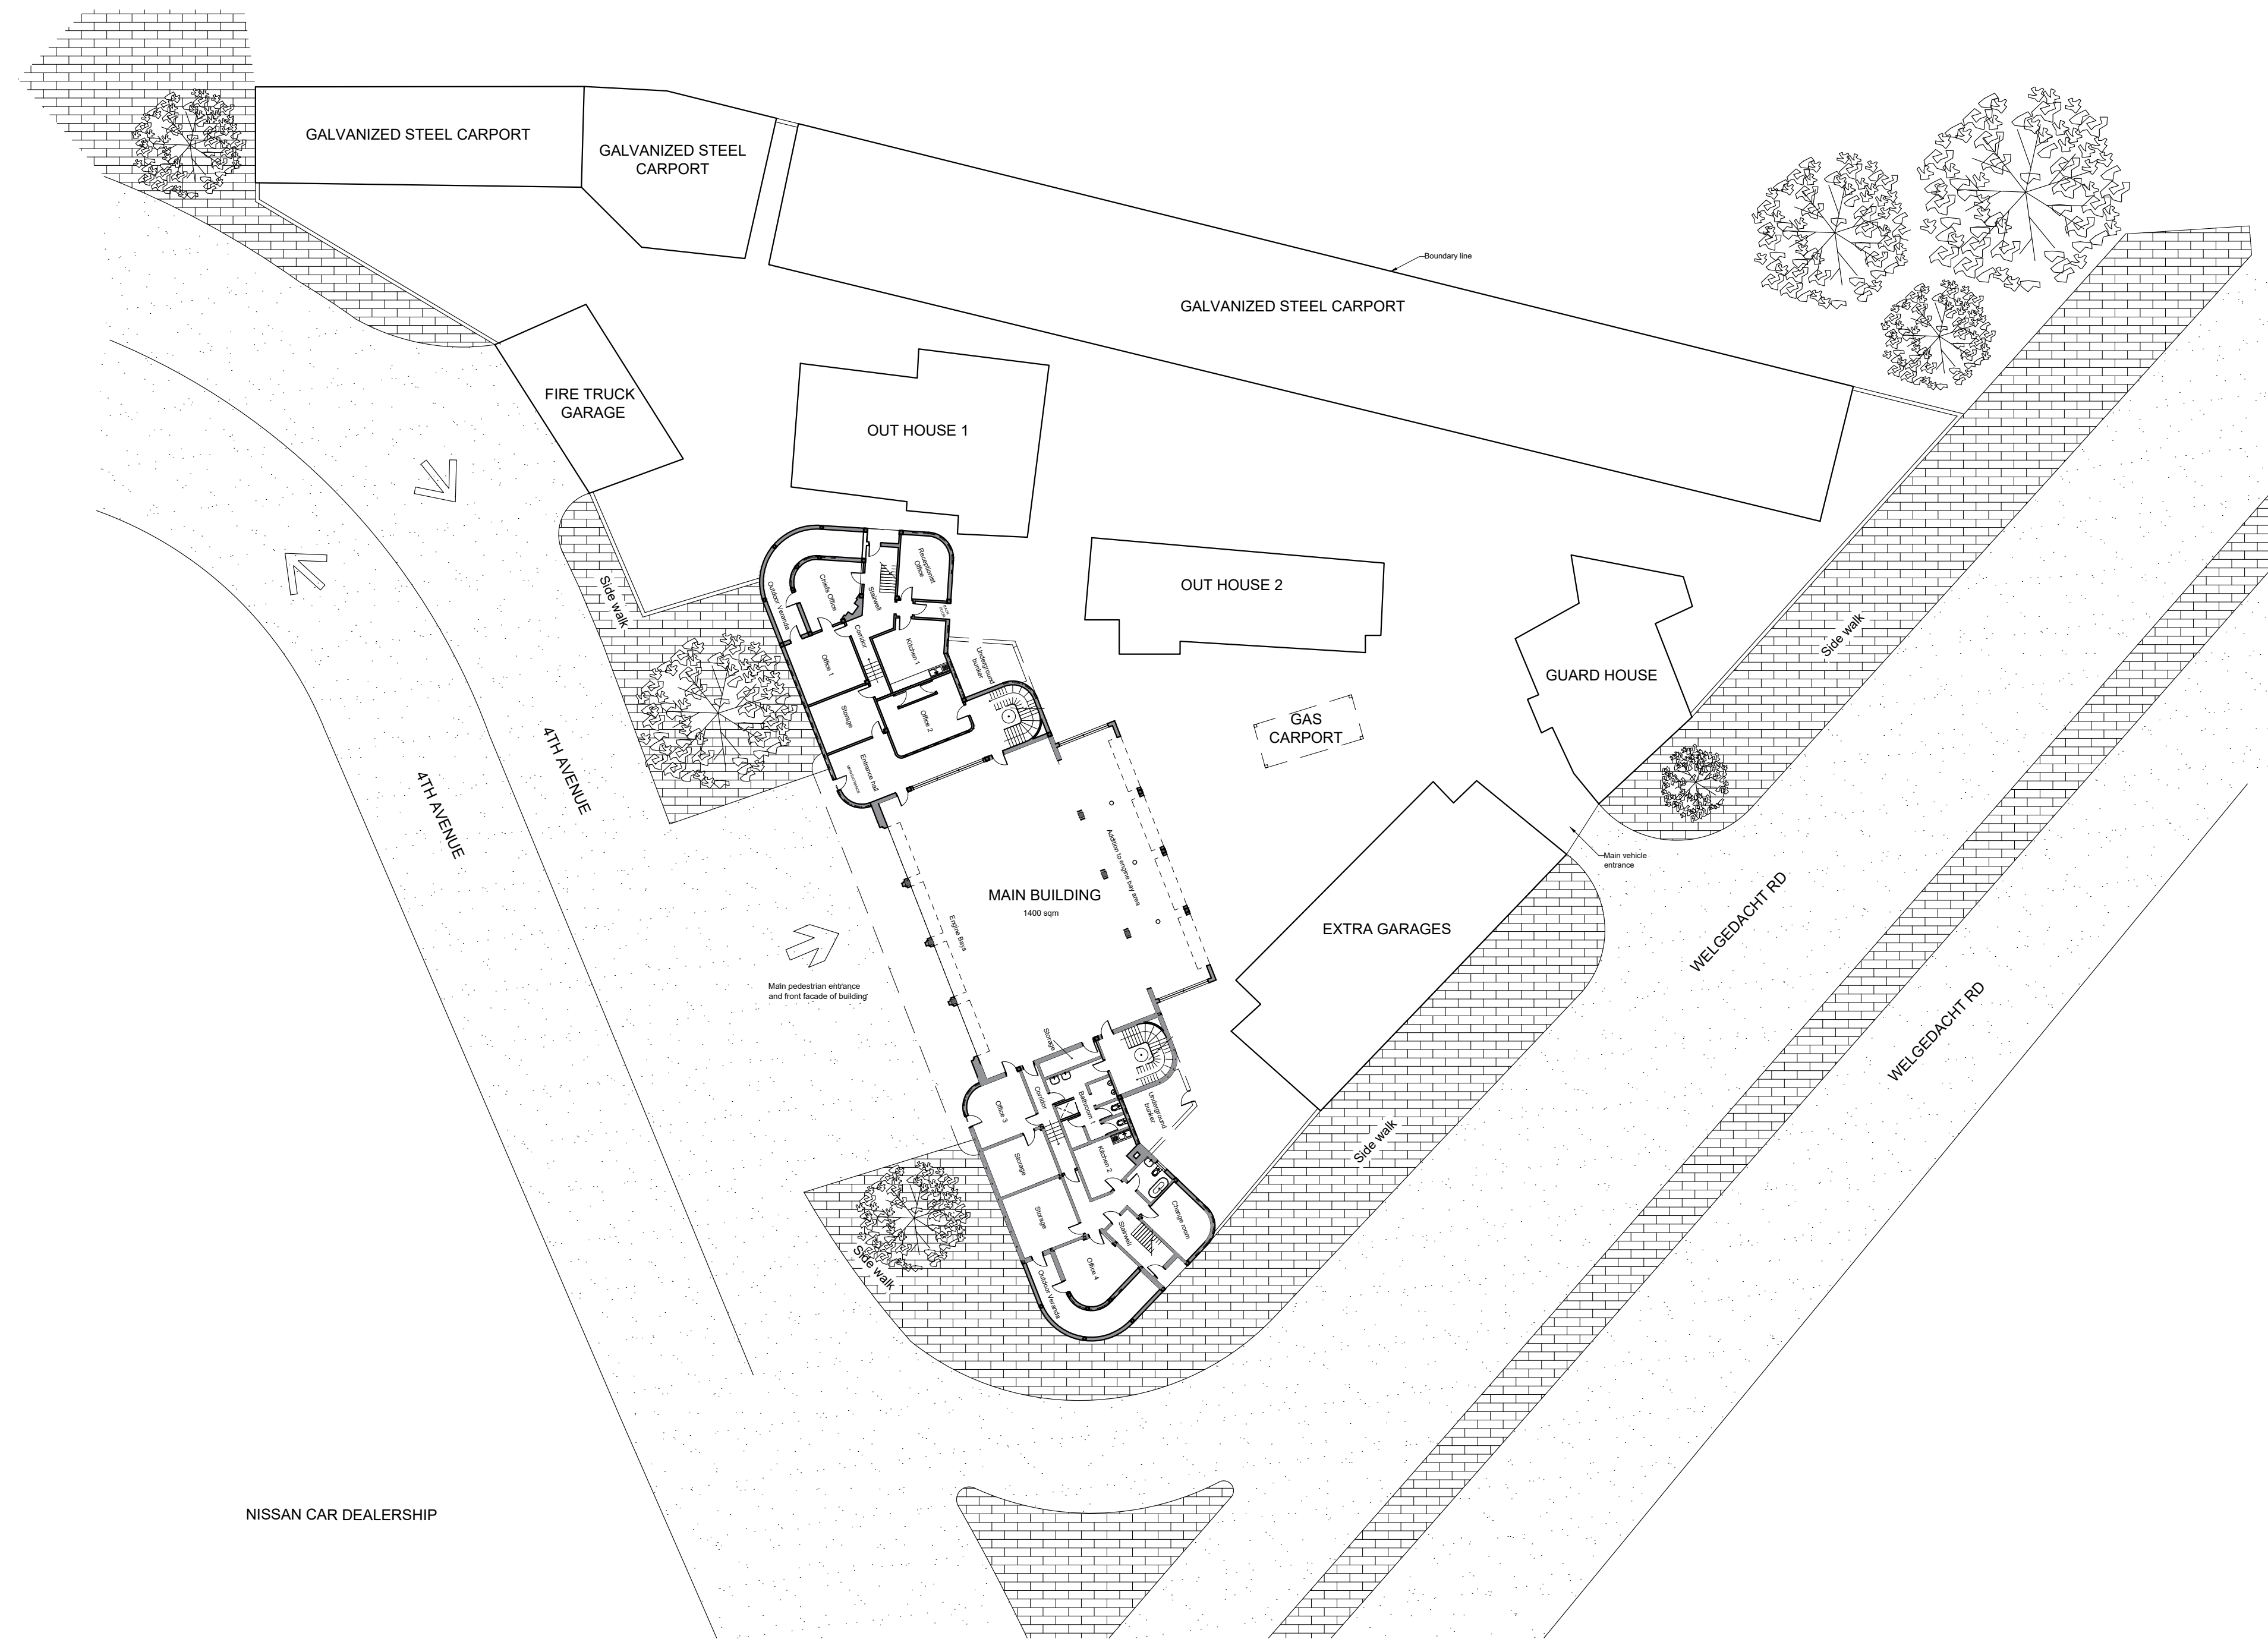 GALVANIZED STEEL CARPORT
GALVANIZED STEEL
CARPORT
Boundary line
GALVANIZED STEEL CARPORT
FIRE TRUCK
GARAGE
OUT HOUSE 1
OUT HOUSE 2
GUARD HOUSE
GAS
CARPORT
Side walk
Side walk
Receptionist
Office
Chiefs Office
Outdoor Veranda
Stairwell
Corridor
Kitchen 1
Office 1
Underground
bunker
Storage
Office 2
Entrance hall
4TH AVENUE
4TH AVENUE
Addition to engine bay area
MAIN BUILDING
1400 sqm
Engine Bays
Main vehicle
entrance
EXTRA GARAGES
WELGEDACHT RD
WELGEDACHT RD
Main pedestrian entrance
and front facade of building
Storage
Corridor
Office 3
Bathroom 1
Underground
bunker
Storage
Kitchen 2
Side walk
Storage
Change room
Stairwell
Office 4
Outdoor Veranda
Side walk
NISSAN CAR DEALERSHIP